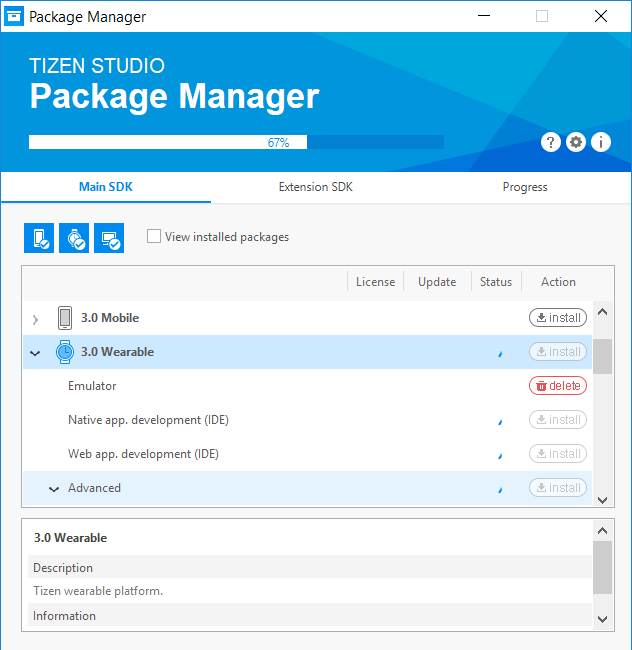 Package Manager
TIZEN STUDIO
Package Manager
67%
? i
Main SDK Extension SDK Progress
View installed packages
License Update Status Action
3.0 Mobile install
3.0 Wearable install
Emulator delete
Native app. development (IDE) install
Web app. development (IDE) install
Advanced install
3.0 Wearable
Description
Tizen wearable platform.
Information